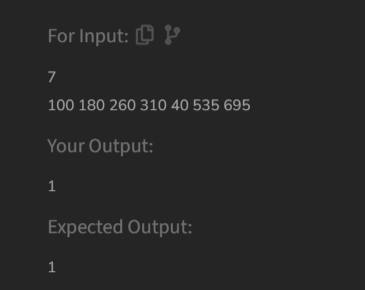 For Input:
7
100 180 260 310 40 535 695
Your Output:
1
Expected Output:
1